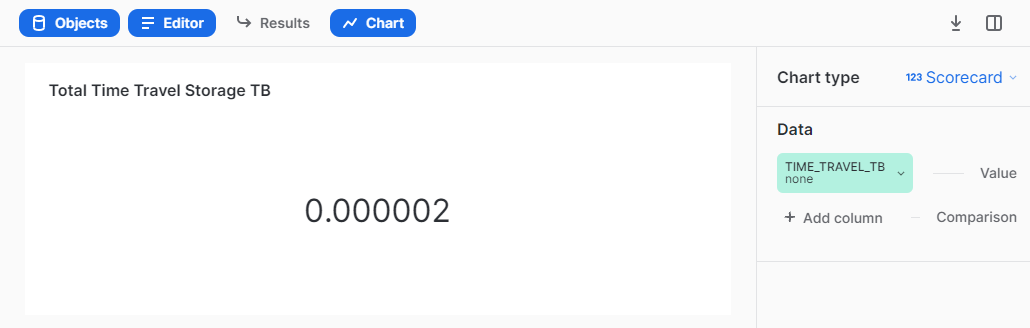 Objects Editor Results Chart
Total Time Travel Storage TB
0.000002
Chart type 123 Scorecard
Data
TIME_TRAVEL_TB
none
Value
+ Add column Comparison